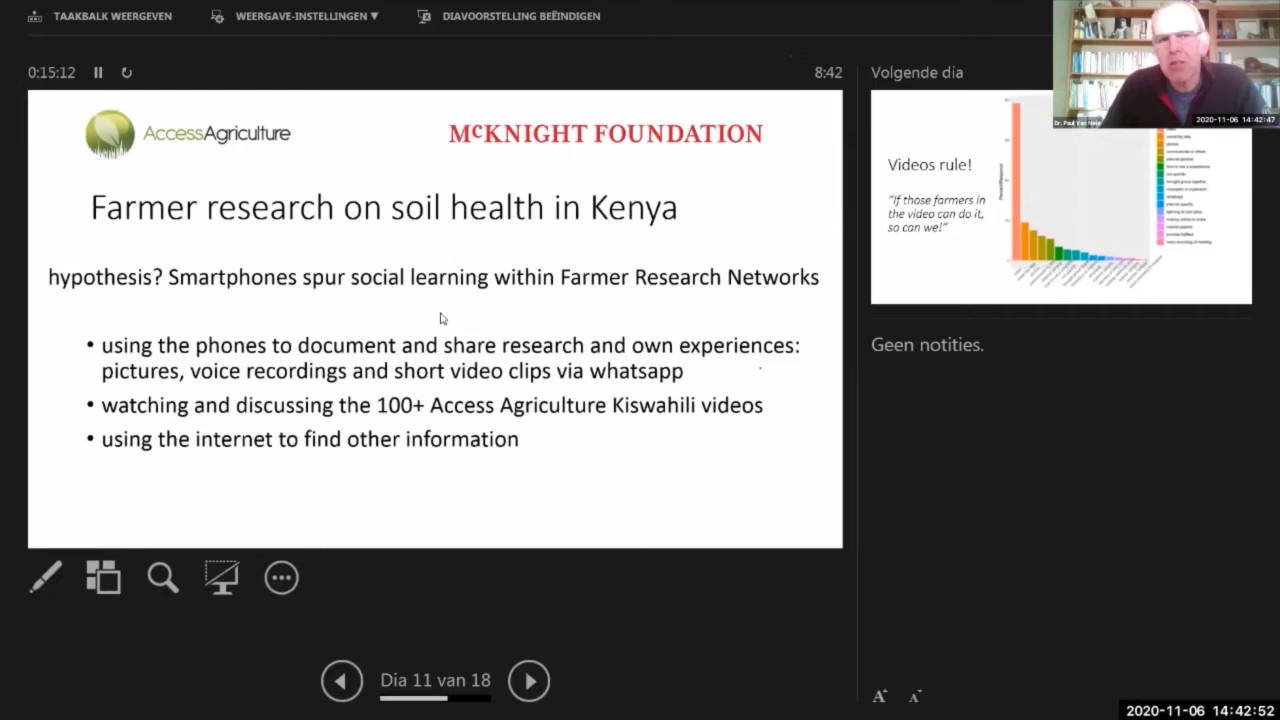 TAAKBALK WEERGEVEN
WEERGAVE-INSTELLINGEN ▼
DIAVOORSTELLING BEËINDIGEN
0:15:12
8:42
Volgende dia
2020-11-06 14:42:47
AccessAgriculture
McKNIGHT FOUNDATION
Farmer research on soil health in Kenya
hypothesis? Smartphones spur social learning within Farmer Research Networks
• using the phones to document and share research and own experiences:
pictures, voice recordings and short video clips via whatsapp
• watching and discussing the 100+ Access Agriculture Kiswahili videos
• using the internet to find other information
Videos rule!
"If those farmers in
the video can do it,
so can we!"
Geen notities.
Dia 11 van 18
2020-11-06 14:42:52